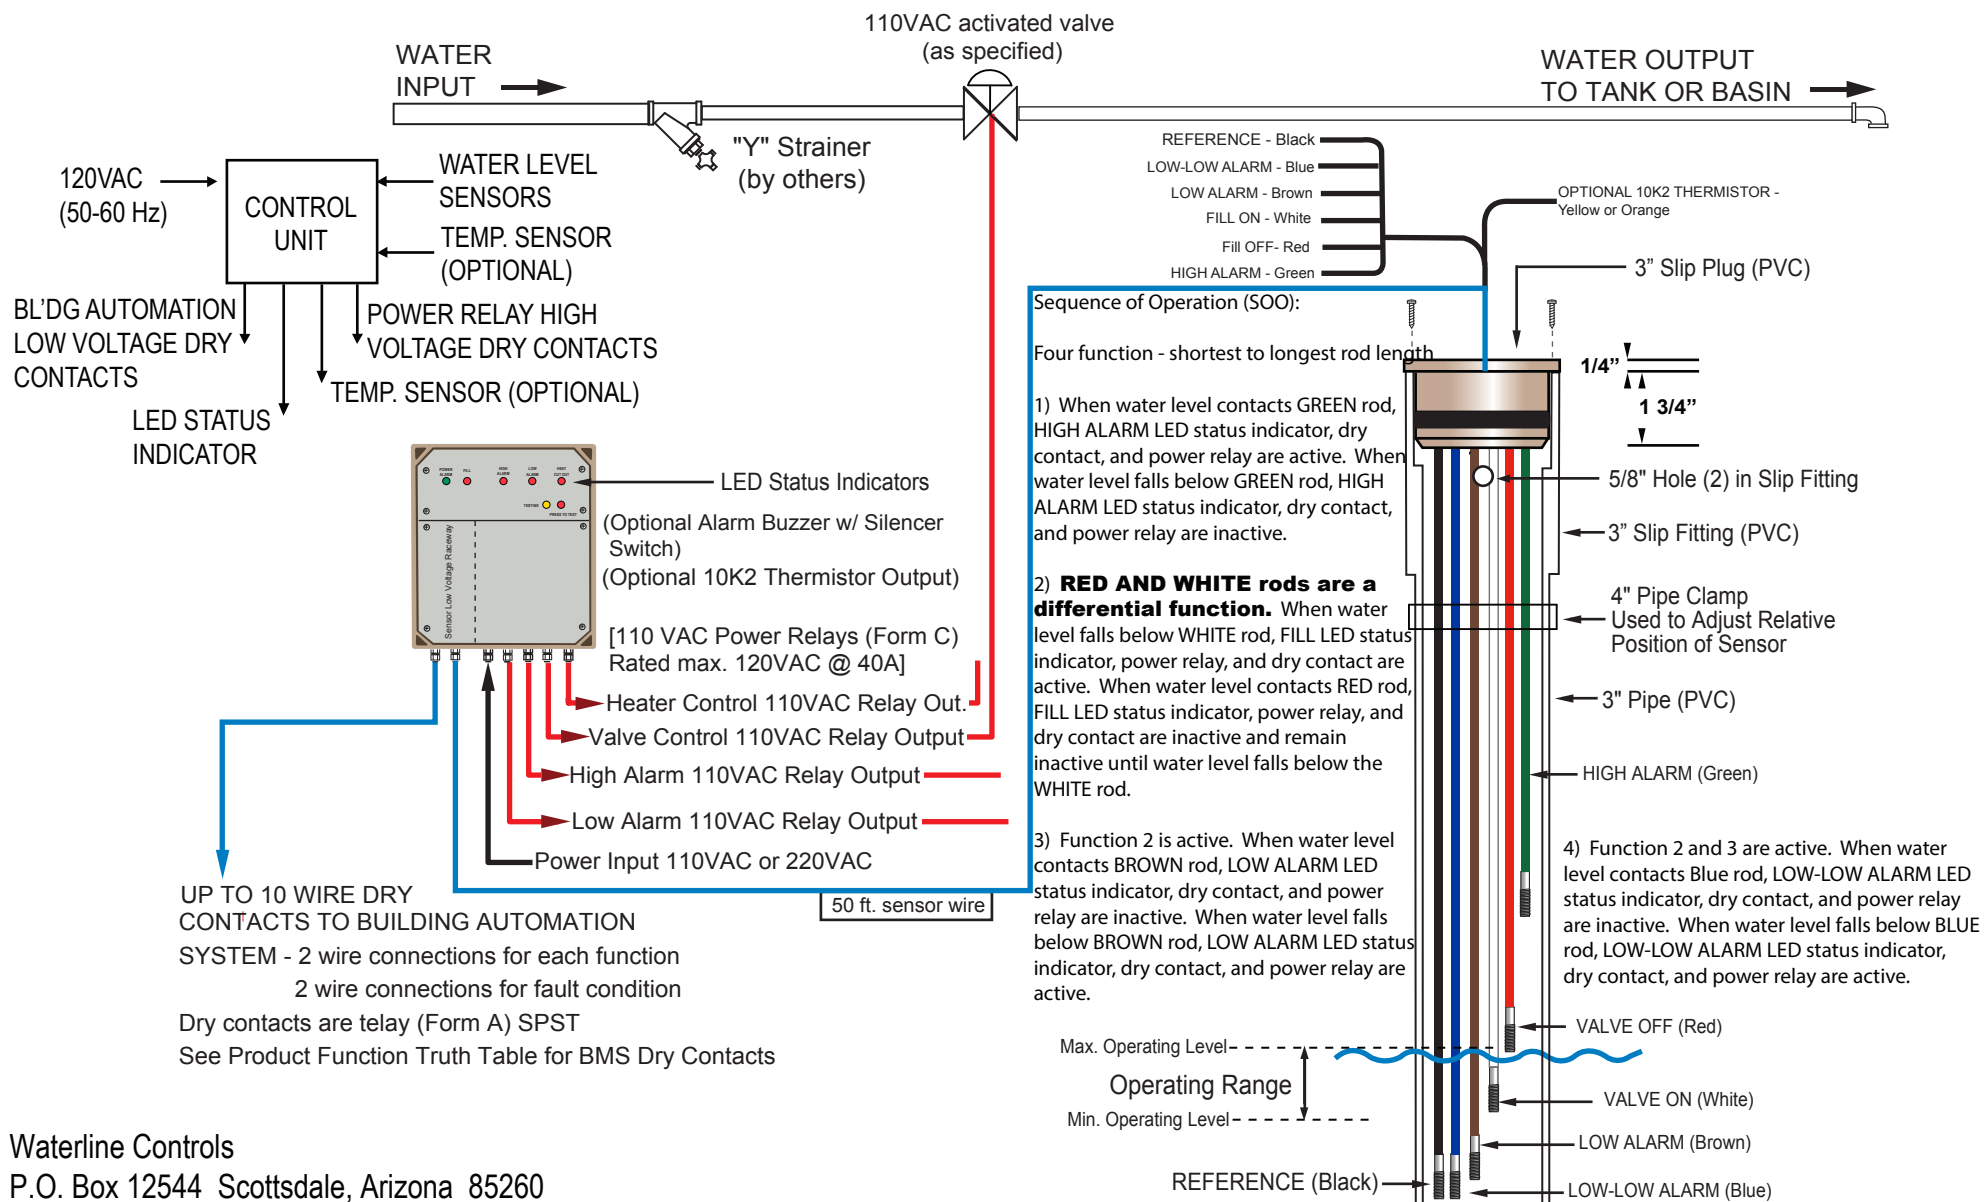 110VAC activated valve
(as specified)
WATER
INPUT
WATER OUTPUT
TO TANK OR BASIN
"Y" Strainer
(by others)
120VAC
(50-60 Hz)
CONTROL
UNIT
WATER LEVEL
SENSORS
TEMP. SENSOR
(OPTIONAL)
BL'DG AUTOMATION
LOW VOLTAGE DRY
CONTACTS
POWER RELAY HIGH
VOLTAGE DRY CONTACTS
TEMP. SENSOR (OPTIONAL)
LED STATUS
INDICATOR
REFERENCE - Black
LOW-LOW ALARM - Blue
LOW ALARM - Brown
FILL ON - White
Fill OFF- Red
HIGH ALARM - Green
OPTIONAL 10K2 THERMISTOR -
Yellow or Orange
3” Slip Plug (PVC)
1/4”
1 3/4”
5/8" Hole (2) in Slip Fitting
3” Slip Fitting (PVC)
4" Pipe Clamp
Used to Adjust Relative
Position of Sensor
3" Pipe (PVC)
HIGH ALARM (Green)
POWER
ALARM
FILL
HIGH
ALARM
LOW
ALARM
HEAT
CUT OUT
TESTING
PRESS TO TEST
Sensor Low Voltage Raceway
LED Status Indicators
(Optional Alarm Buzzer w/ Silencer
Switch)
(Optional 10K2 Thermistor Output)
[110 VAC Power Relays (Form C)
Rated max. 120VAC @ 40A]
Heater Control 110VAC Relay Out.
Valve Control 110VAC Relay Output
High Alarm 110VAC Relay Output
Low Alarm 110VAC Relay Output
Power Input 110VAC or 220VAC
50 ft. sensor wire
UP TO 10 WIRE DRY
CONTACTS TO BUILDING AUTOMATION
SYSTEM - 2 wire connections for each function
2 wire connections for fault condition
Dry contacts are telay (Form A) SPST
See Product Function Truth Table for BMS Dry Contacts
Sequence of Operation (SOO):
Four function - shortest to longest rod length
1) When water level contacts GREEN rod,
HIGH ALARM LED status indicator, dry
contact, and power relay are active. When
water level falls below GREEN rod, HIGH
ALARM LED status indicator, dry contact,
and power relay are inactive.
2) RED AND WHITE rods are a
differential function. When water
level falls below WHITE rod, FILL LED status
indicator, power relay, and dry contact are
active. When water level contacts RED rod,
FILL LED status indicator, power relay, and
dry contact are inactive and remain
inactive until water level falls below the
WHITE rod.
3) Function 2 is active. When water level
contacts BROWN rod, LOW ALARM LED
status indicator, dry contact, and power
relay are inactive. When water level falls
below BROWN rod, LOW ALARM LED status
indicator, dry contact, and power relay are
active.
4) Function 2 and 3 are active. When water
level contacts Blue rod, LOW-LOW ALARM LED
status indicator, dry contact, and power relay
are inactive. When water level falls below BLUE
rod, LOW-LOW ALARM LED status indicator,
dry contact, and power relay are active.
VALVE OFF (Red)
Max. Operating Level
Operating Range
Min. Operating Level
VALVE ON (White)
LOW ALARM (Brown)
REFERENCE (Black)
LOW-LOW ALARM (Blue)
Waterline Controls
P.O. Box 12544 Scottsdale, Arizona 85260